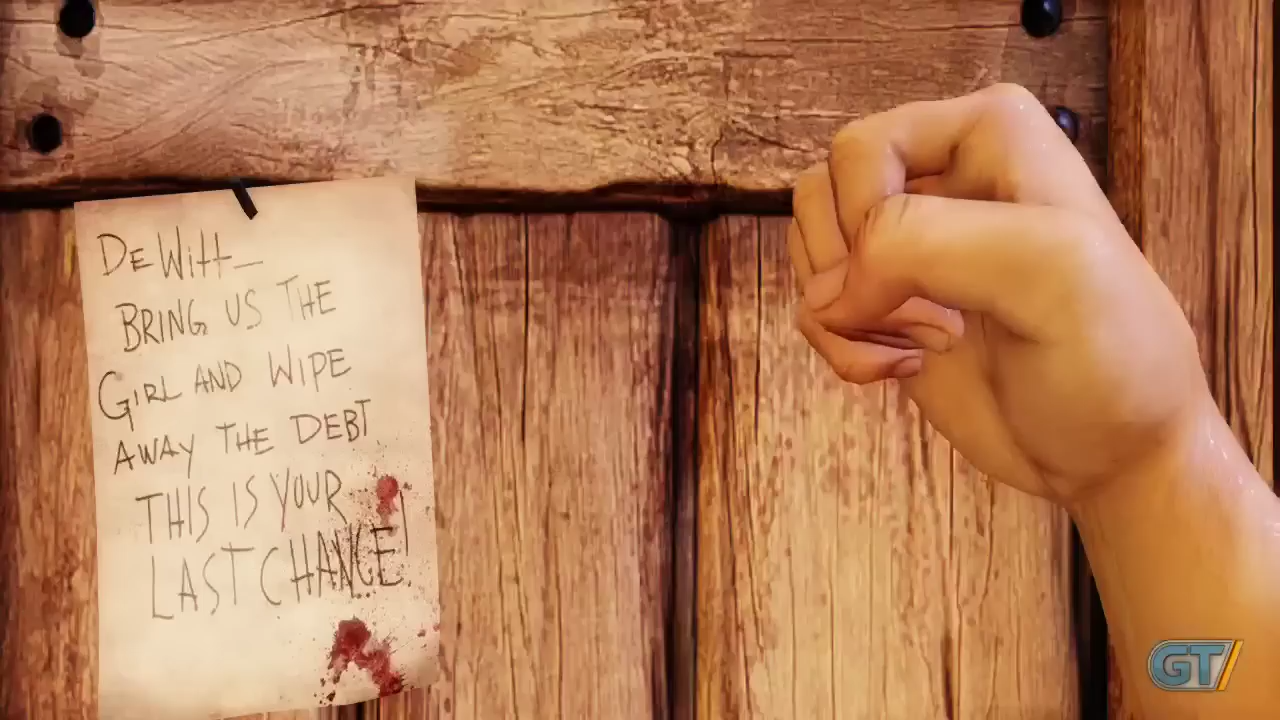 DeWitt—
BRING US THE
GIRL AND WIPE
AWAY THE DEBT
THIS IS YOUR
LAST CHANCE!
GT